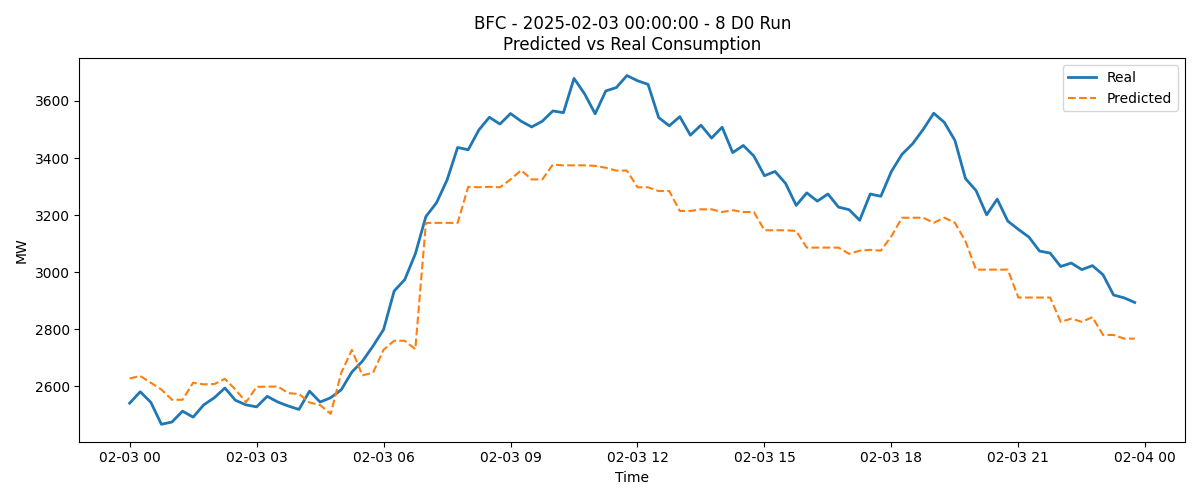 BFC - 2025-02-03 00:00:00 - 8 D0 Run
Predicted vs Real Consumption
Real
Predicted
MW
3600
3400
3200
3000
2800
2600
02-03 00
02-03 03
02-03 06
02-03 09
02-03 12
02-03 15
02-03 18
02-03 21
02-04 00
Time